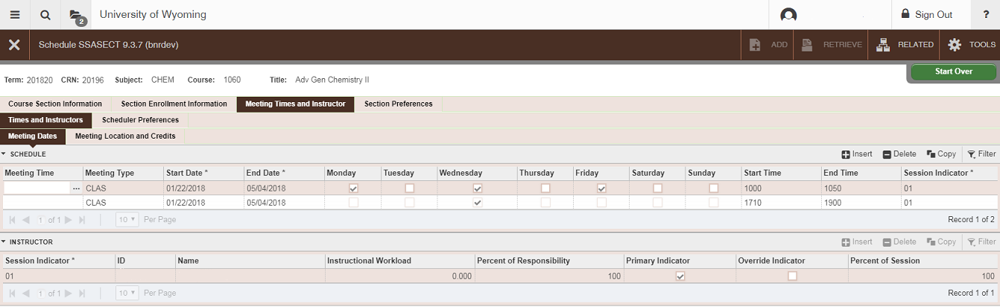 2 University of Wyoming Sign Out ?
Schedule SSASECT 9.3.7 (bnrdev) ADD RETRIEVE RELATED TOOLS
Start Over
Term: 201820 CRN: 20196 Subject: CHEM Course: 1060 Title: Adv Gen Chemistry II
Course Section Information Section Enrollment Information Meeting Times and Instructor Section Preferences
Times and Instructors Scheduler Preferences
Meeting Dates Meeting Location and Credits
SCHEDULE Insert Delete Copy Filter
Meeting Time Meeting Type Start Date * End Date * Monday Tuesday Wednesday Thursday Friday Saturday Sunday Start Time End Time Session Indicator *
... CLAS 01/22/2018 05/04/2018 1000 1050 01
CLAS 01/22/2018 05/04/2018 1710 1900 01
1 of 1 10 Per Page Record 1 of 2
INSTRUCTOR Insert Delete Copy Filter
Session Indicator * ID Name Instructional Workload Percent of Responsibility Primary Indicator Override Indicator Percent of Session
01 0.000 100 100
1 of 1 10 Per Page Record 1 of 1